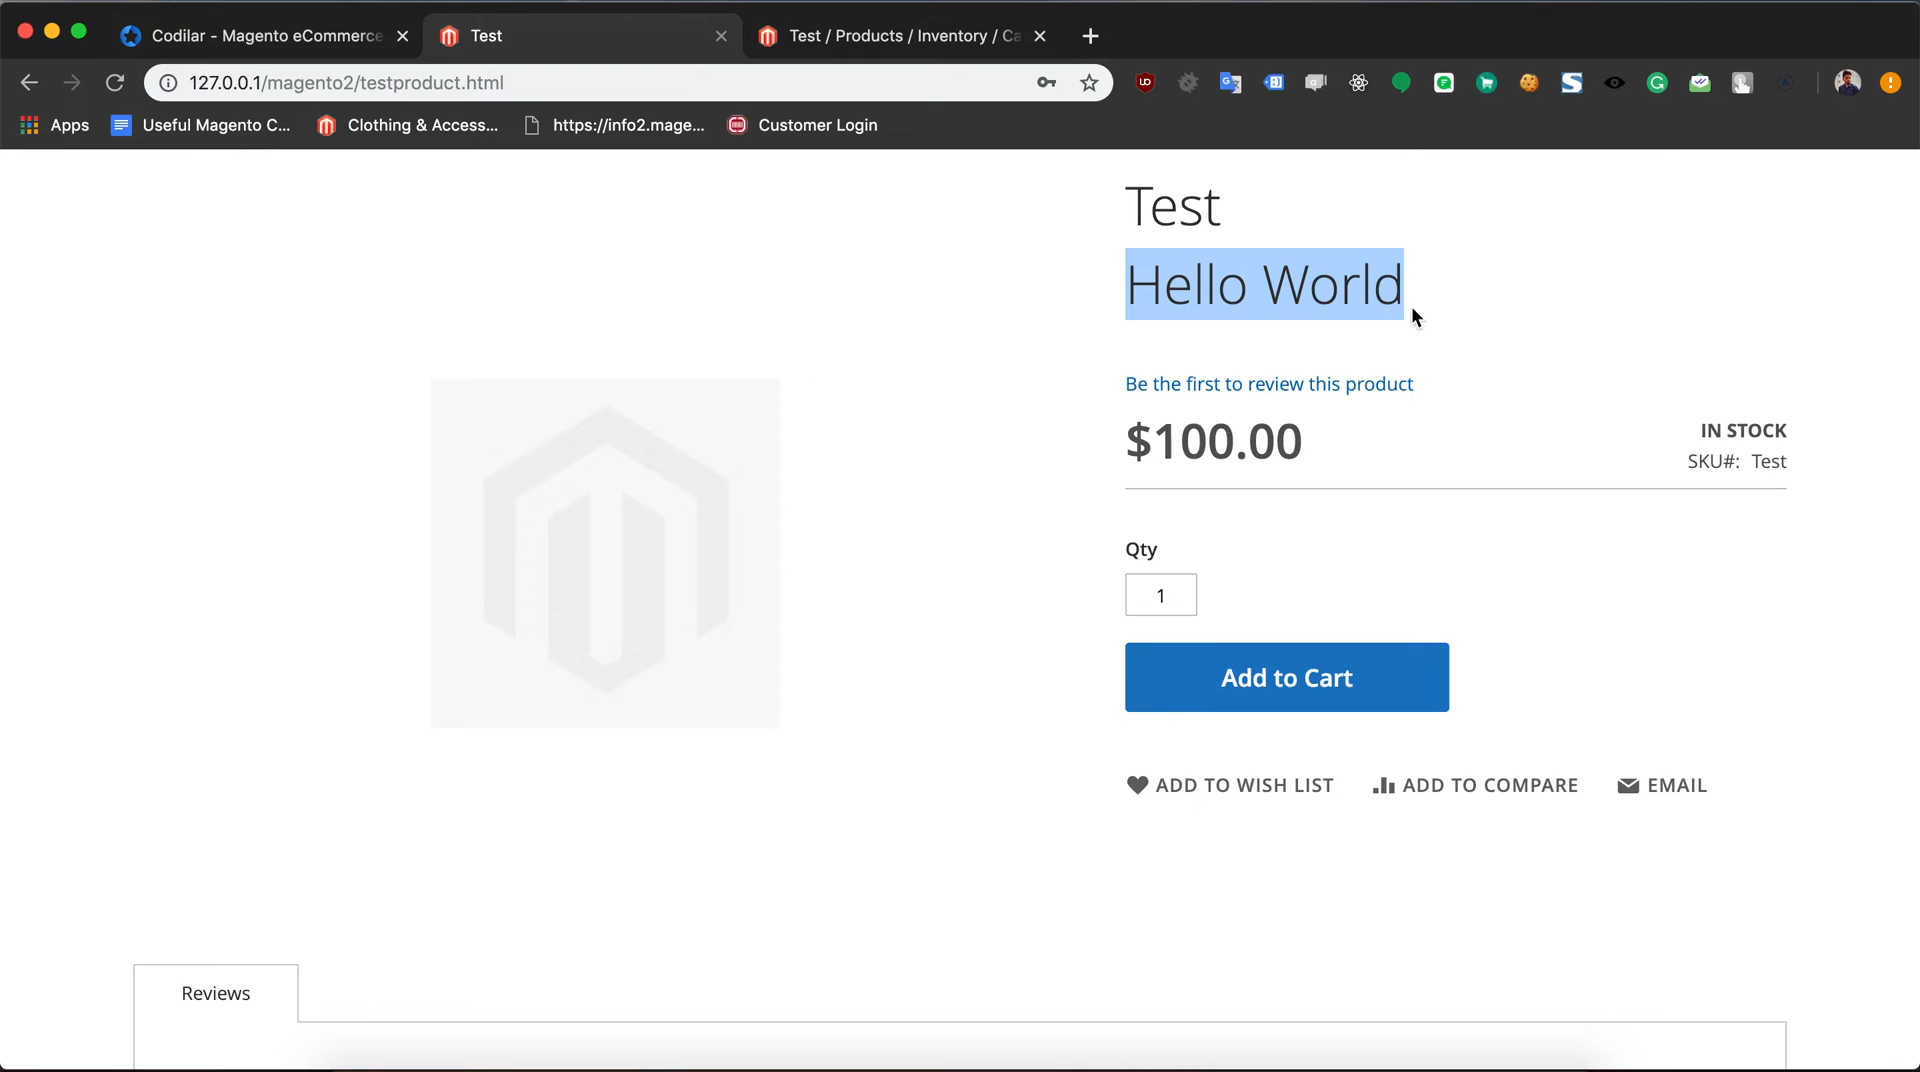 Codilar - Magento eCommerce
Test
Test / Products / Inventory / Ca
127.0.0.1/magento2/testproduct.html
Apps
Useful Magento C...
Clothing & Access...
https://info2.mage...
Customer Login
Test
Hello World
Be the first to review this product
$100.00
IN STOCK
SKU#: Test
Qty
1
Add to Cart
ADD TO WISH LIST
ADD TO COMPARE
EMAIL
Reviews